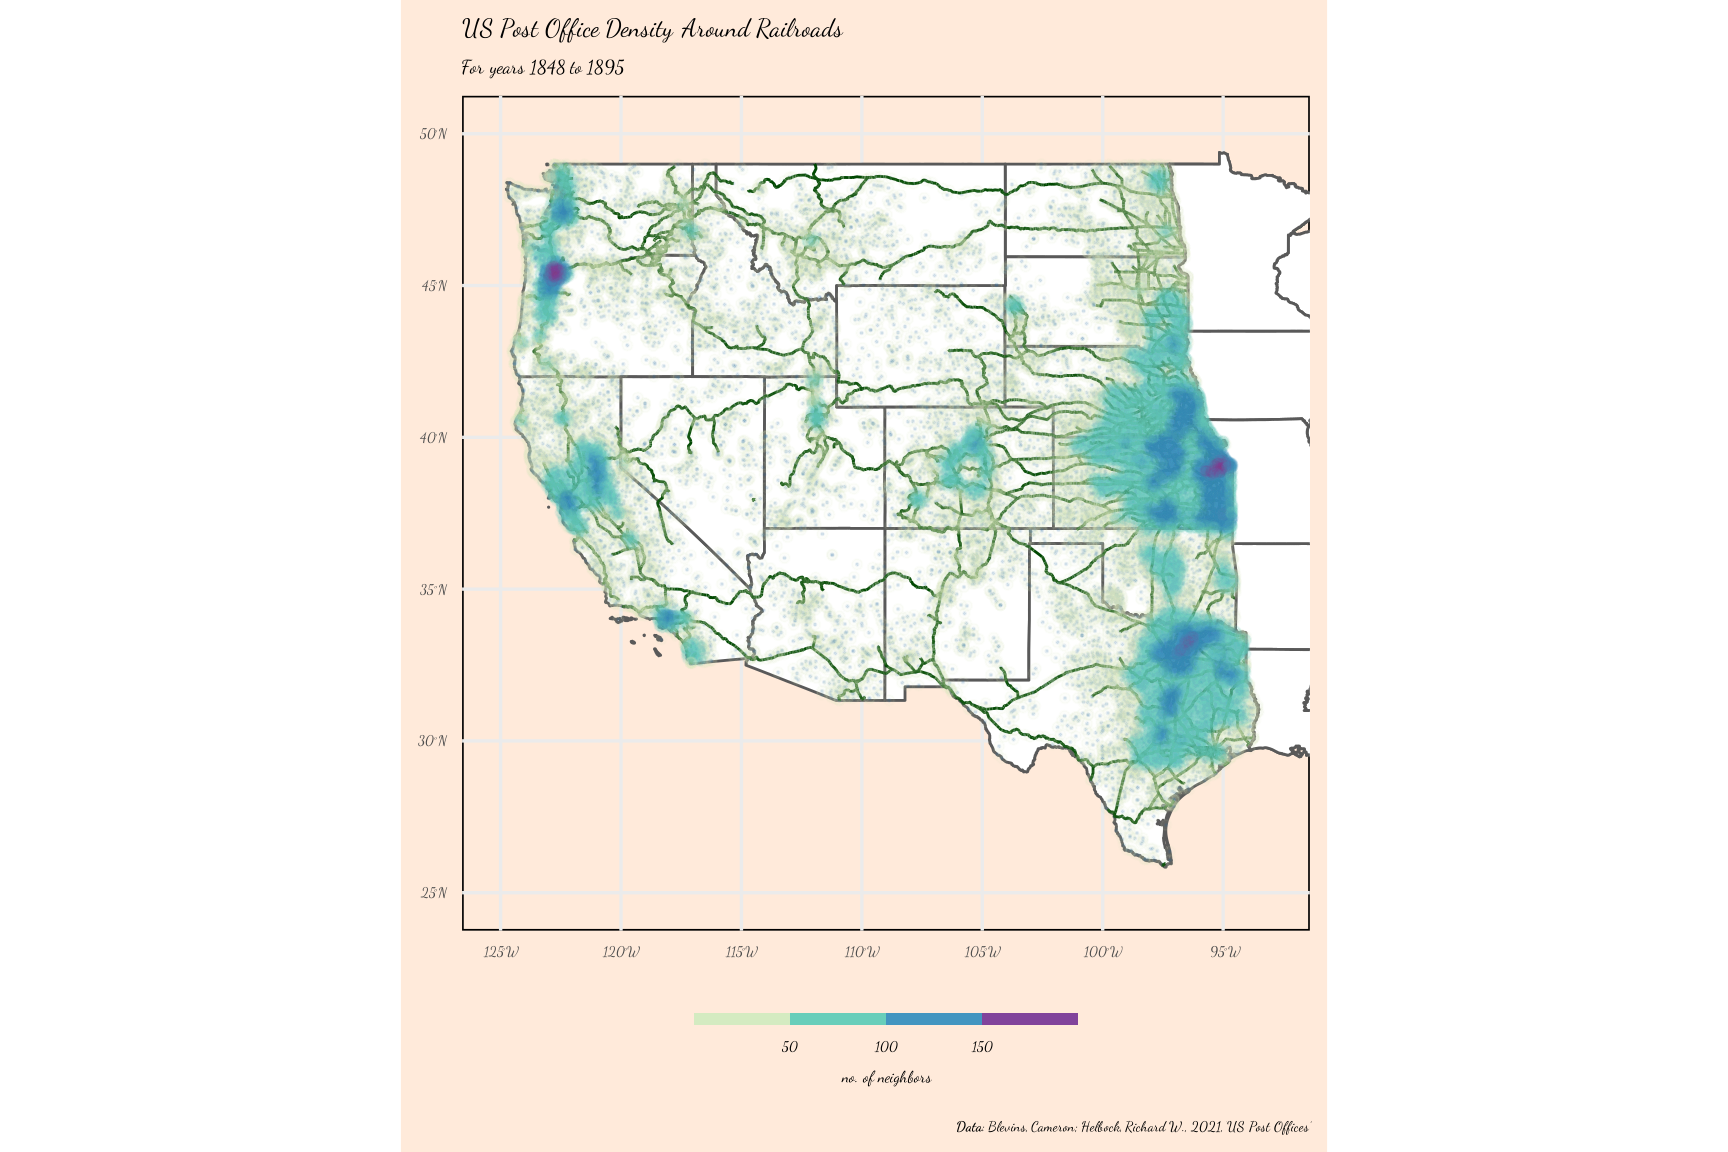 US Post Office Density Around Railroads
For years 1848 to 1895
50°N
45°N
40°N
35°N
30°N
25°N
125°W 120°W 115°W 110°W 105°W 100°W 95°W
50 100 150
no. of neighbors
Data: Blevins, Cameron; Helbock, Richard W., 2021, US Post Offices'